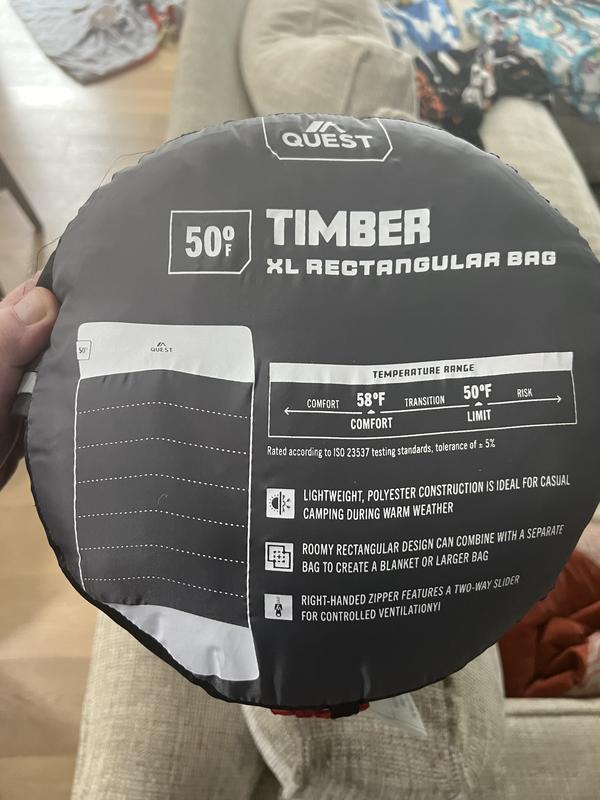 QUEST
50°F
TIMBER
XL RECTANGULAR BAG
50°
QUEST
TEMPERATURE RANGE
COMFORT 58°F TRANSITION 50°F RISK
COMFORT LIMIT
Rated according to ISO 23537 testing standards, tolerance of ± 5%
LIGHTWEIGHT, POLYESTER CONSTRUCTION IS IDEAL FOR CASUAL
CAMPING DURING WARM WEATHER
ROOMY RECTANGULAR DESIGN CAN COMBINE WITH A SEPARATE
BAG TO CREATE A BLANKET OR LARGER BAG
RIGHT-HANDED ZIPPER FEATURES A TWO-WAY SLIDER
FOR CONTROLLED VENTILATIONYI